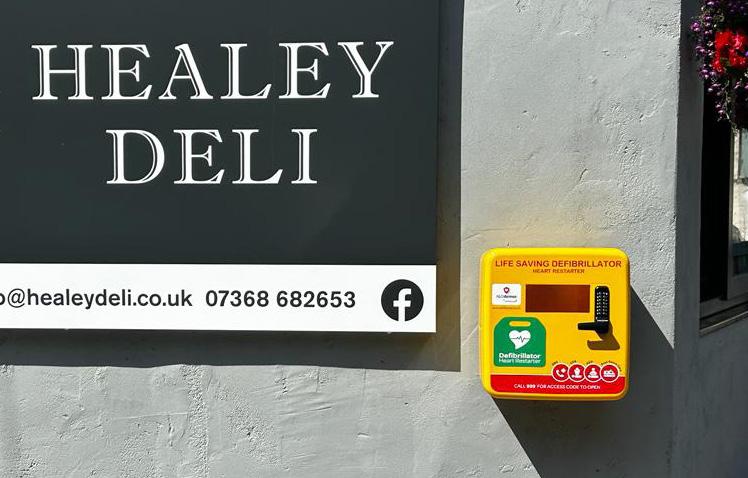 HEALEY
DELI
o@healeydeli.co.uk 07368 682653
LIFE SAVING DEFIBRILLATOR
HEART RESTARTER
Defibrillator
Heart Restarter
CALL 999 FOR ACCESS CODE TO OPEN